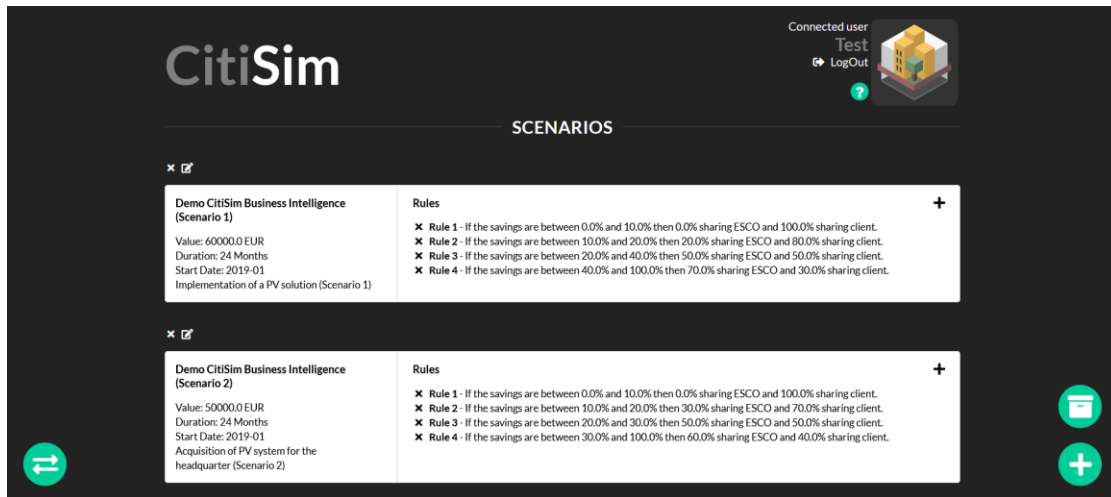 CitiSim
Connected user
Test
LogOut
?
SCENARIOS
Demo CitiSim Business Intelligence
(Scenario 1)
Value: 60000.0 EUR
Duration: 24 Months
Start Date: 2019-01
Implementation of a PV solution (Scenario 1)
Rules
Rule 1 - If the savings are between 0.0% and 10.0% then 0.0% sharing ESCO and 100.0% sharing client.
Rule 2 - If the savings are between 10.0% and 20.0% then 20.0% sharing ESCO and 80.0% sharing client.
Rule 3 - If the savings are between 20.0% and 40.0% then 50.0% sharing ESCO and 50.0% sharing client.
Rule 4 - If the savings are between 40.0% and 100.0% then 70.0% sharing ESCO and 30.0% sharing client.
Demo CitiSim Business Intelligence
(Scenario 2)
Value: 50000.0 EUR
Duration: 24 Months
Start Date: 2019-01
Acquisition of PV system for the
headquarter (Scenario 2)
Rules
Rule 1 - If the savings are between 0.0% and 10.0% then 0.0% sharing ESCO and 100.0% sharing client.
Rule 2 - If the savings are between 10.0% and 20.0% then 30.0% sharing ESCO and 70.0% sharing client.
Rule 3 - If the savings are between 20.0% and 30.0% then 50.0% sharing ESCO and 50.0% sharing client.
Rule 4 - If the savings are between 30.0% and 100.0% then 60.0% sharing ESCO and 40.0% sharing client.